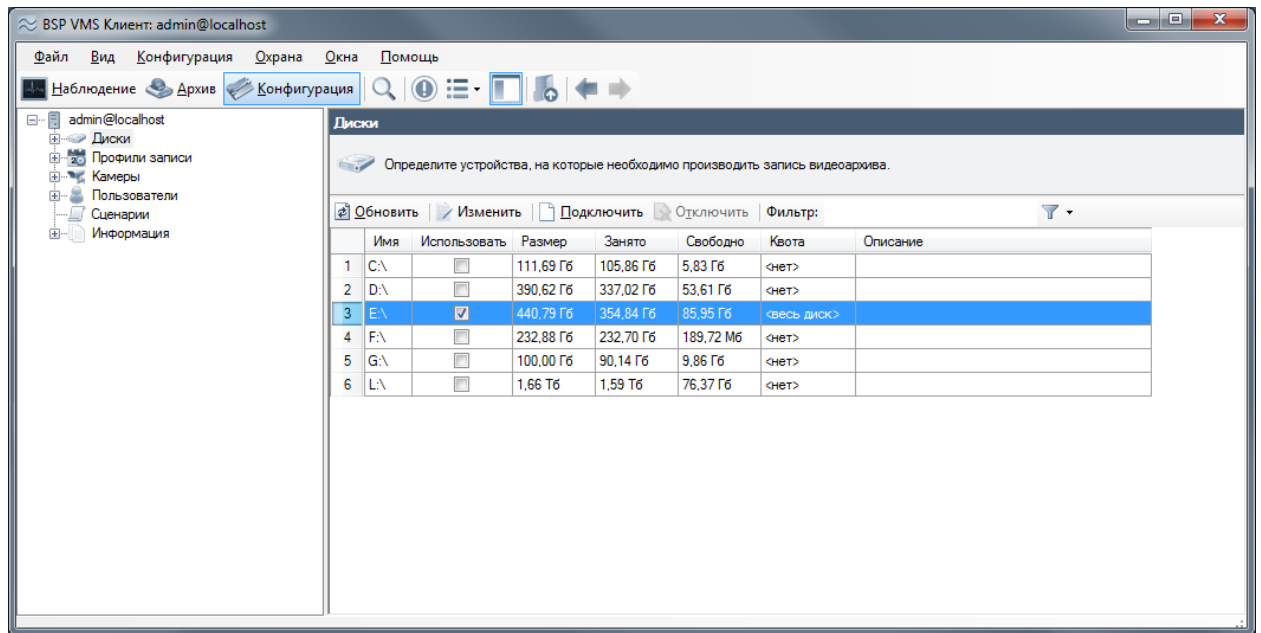 BSP VMS Клиент: admin@localhost
Файл Вид Конфигурация Охрана Окна Помощь
Наблюдение Архив Конфигурация
admin@localhost
Диски
Профили записи
Камеры
Пользователи
Сценарии
Информация
Диски
Определите устройства, на которые необходимо производить запись видеоархива.
Обновить Изменить Подключить Отключить Фильтр:
Имя Использовать Размер Занято Свободно Квота Описание
1 C:\ 111,69 Гб 105,86 Гб 5,83 Гб <нет>
2 D:\ 390,62 Гб 337,02 Гб 53,61 Гб <нет>
3 E:\ 440,79 Гб 354,84 Гб 85,95 Гб <весь диск>
4 F:\ 232,88 Гб 232,70 Гб 189,72 Мб <нет>
5 G:\ 100,00 Гб 90,14 Гб 9,86 Гб <нет>
6 L:\ 1,66 Тб 1,59 Тб 76,37 Гб <нет>